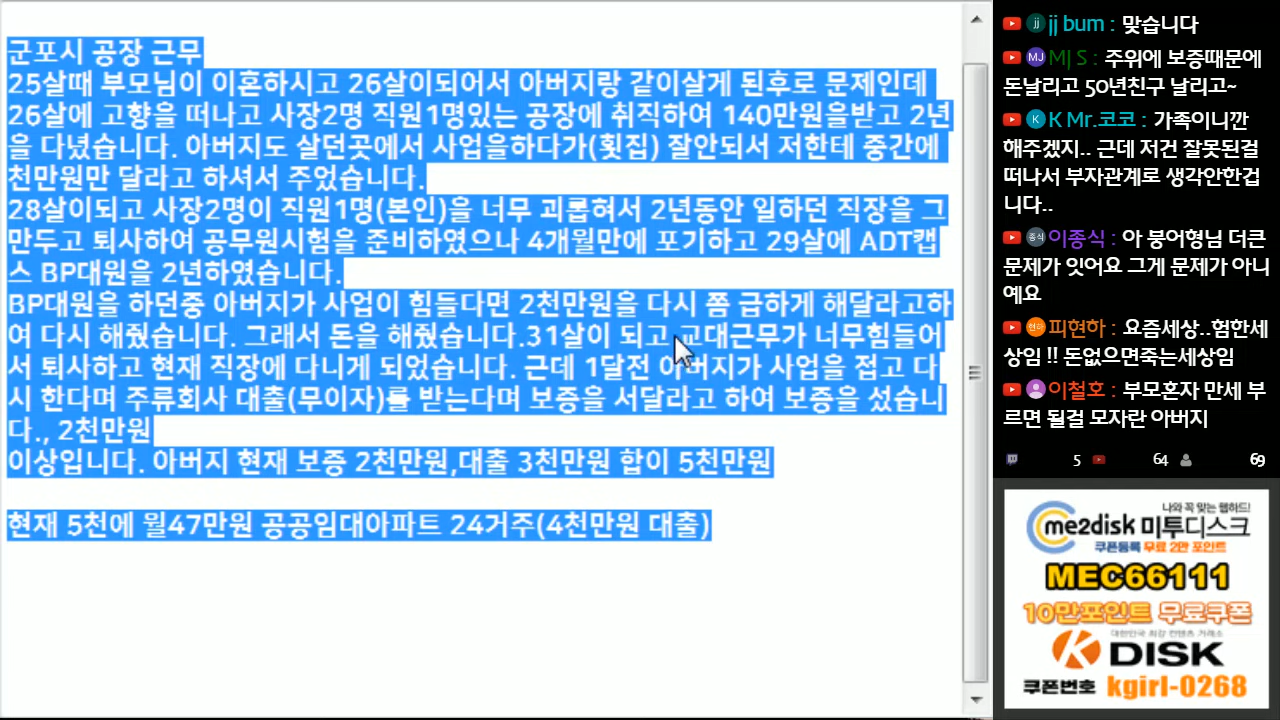 군포시 공장 근무
25살때 부모님이 이혼하시고 26살이되어서 아버지랑 같이살게 된후로 문제인데
26살에 고향을 떠나고 사장2명 직원1명있는 공장에 취직하여 140만원을받고 2년
을 다녔습니다. 아버지도 살던곳에서 사업을하다가(횟집) 잘안되서 저한테 중간에
천만원만 달라고 하셔서 주었습니다.
28살이되고 사장2명이 직원1명(본인)을 너무 괴롭혀서 2년동안 일하던 직장을 그
만두고 퇴사하여 공무원시험을 준비하였으나 4개월만에 포기하고 29살에 ADT캡
스 BP대원을 2년하였습니다.
BP대원을 하던중 아버지가 사업이 힘들다면 2천만원을 다시 쫌 급하게 해달라고하
여 다시 해줬습니다. 그래서 돈을 해줬습니다.31살이 되고 교대근무가 너무힘들어
서 퇴사하고 현재 직장에 다니게 되었습니다. 근데 1달전 아버지가 사업을 접고 다
시 한다며 주류회사 대출(무이자)를 받는다며 보증을 서달라고 하여 보증을 섰습니
다., 2천만원
이상입니다. 아버지 현재 보증 2천만원,대출 3천만원 합이 5천만원
현재 5천에 월47만원 공공임대아파트 24거주(4천만원 대출)
jj jj bum : 맞습니다
MJ M| S : 주위에 보증때문에
돈날리고 50년친구 날리고~
K K Mr.코코 : 가족이니깐
해주겠지.. 근데 저건 잘못된걸
떠나서 부자관계로 생각안한겁
니다..
종식 이종식 : 아 붕어형님 더큰
문제가 잇어요 그게 문제가 아니
예요
현하 피현하 : 요즘세상..험한세
상임 !! 돈없으면죽는세상임
이철호 : 부모혼자 만세 부
르면 될걸 모자란 아버지
5 64 69
나와 꼭 맞는 웹하드!
me2disk 미투디스크
쿠폰등록 무료 2만 포인트
MEC66111
10만포인트 무료쿠폰
대한민국 최강 컨텐츠 거래소
K DISK
쿠폰번호 kgirl-0268